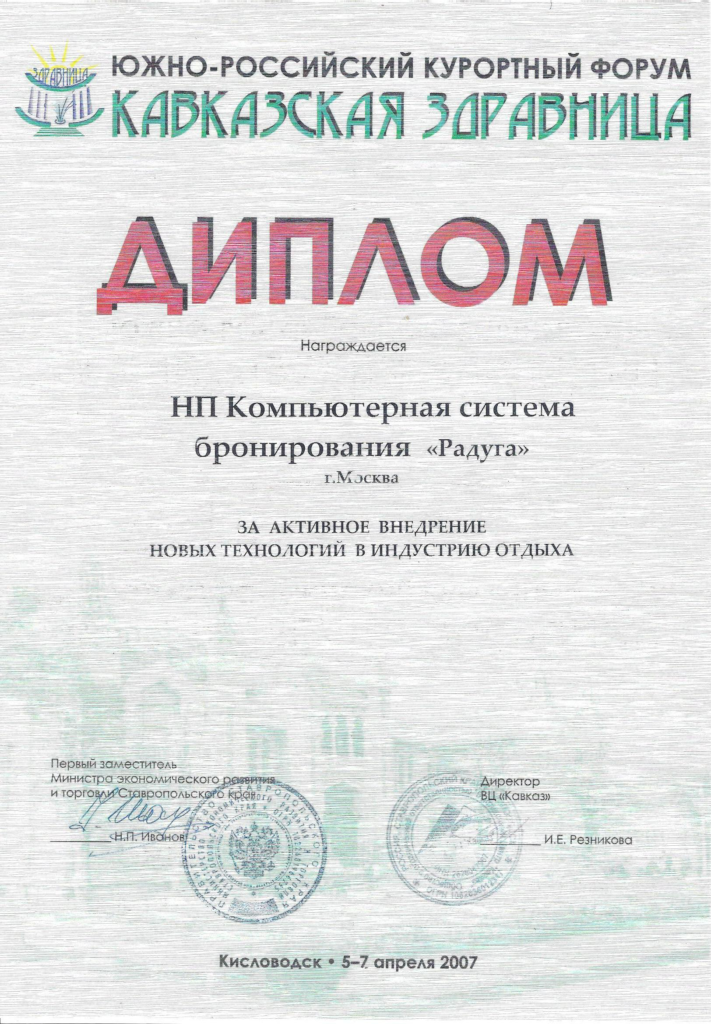 ЗДРАВНИЦА
ЮЖНО-РОССИЙСКИЙ КУРОРТНЫЙ ФОРУМ
КАВКАЗСКАЯ ЗДРАВНИЦА
ДИПЛОМ
Награждается
НП Компьютерная система
бронирования «Радуга»
г.Москва
ЗА АКТИВНОЕ ВНЕДРЕНИЕ
НОВЫХ ТЕХНОЛОГИЙ В ИНДУСТРИЮ ОТДЫХА
Первый заместитель
Министра экономического развития
и торговли Ставропольского края
Н.П. Иванов
Директор
ВЦ «Кавказ»
И.Е. Резникова
Кисловодск • 5–7 апреля 2007